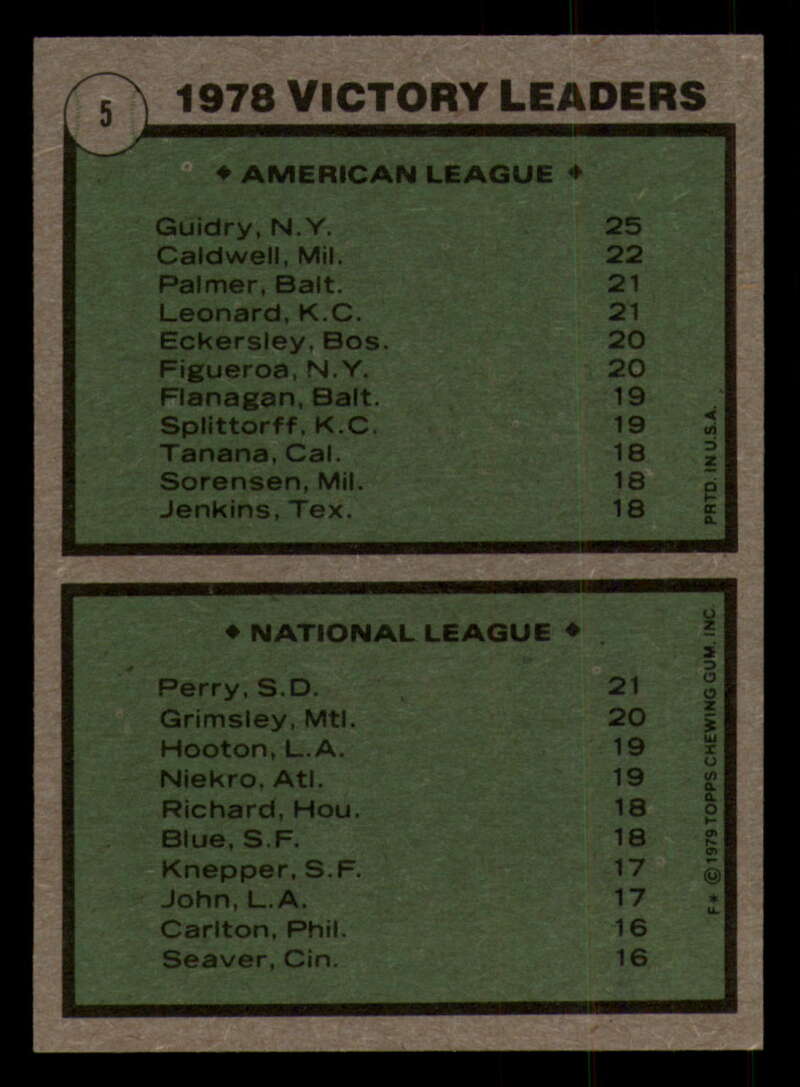 5
1978 VICTORY LEADERS
♦ AMERICAN LEAGUE ♦
Guidry, N.Y. 25
Caldwell, Mil. 22
Palmer, Balt. 21
Leonard, K.C. 21
Eckersley, Bos. 20
Figueroa, N.Y. 20
Flanagan, Balt. 19
Splittorff, K.C. 19
Tanana, Cal. 18
Sorensen, Mil. 18
Jenkins, Tex. 18
PRTD. IN U.S.A.
♦ NATIONAL LEAGUE ♦
Perry, S.D. 21
Grimsley, Mtl. 20
Hooton, L.A. 19
Niekro, Atl. 19
Richard, Hou. 18
Blue, S.F. 18
Knepper, S.F. 17
John, L.A. 17
Carlton, Phil. 16
Seaver, Cin. 16
F* © 1979 TOPPS CHEWING GUM, INC.